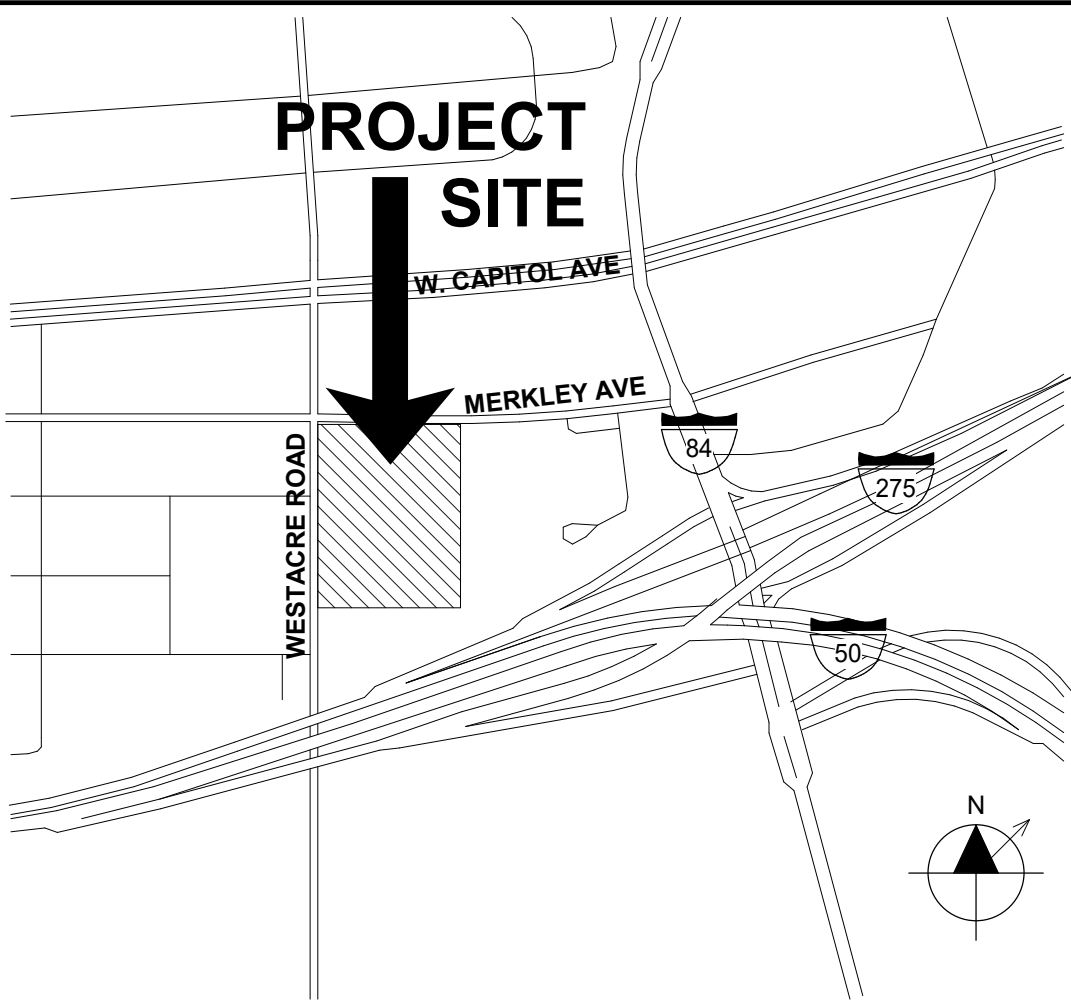 PROJECT
SITE
W. CAPITOL AVE
MERKLEY AVE
WESTACRE ROAD
84
275
50
N